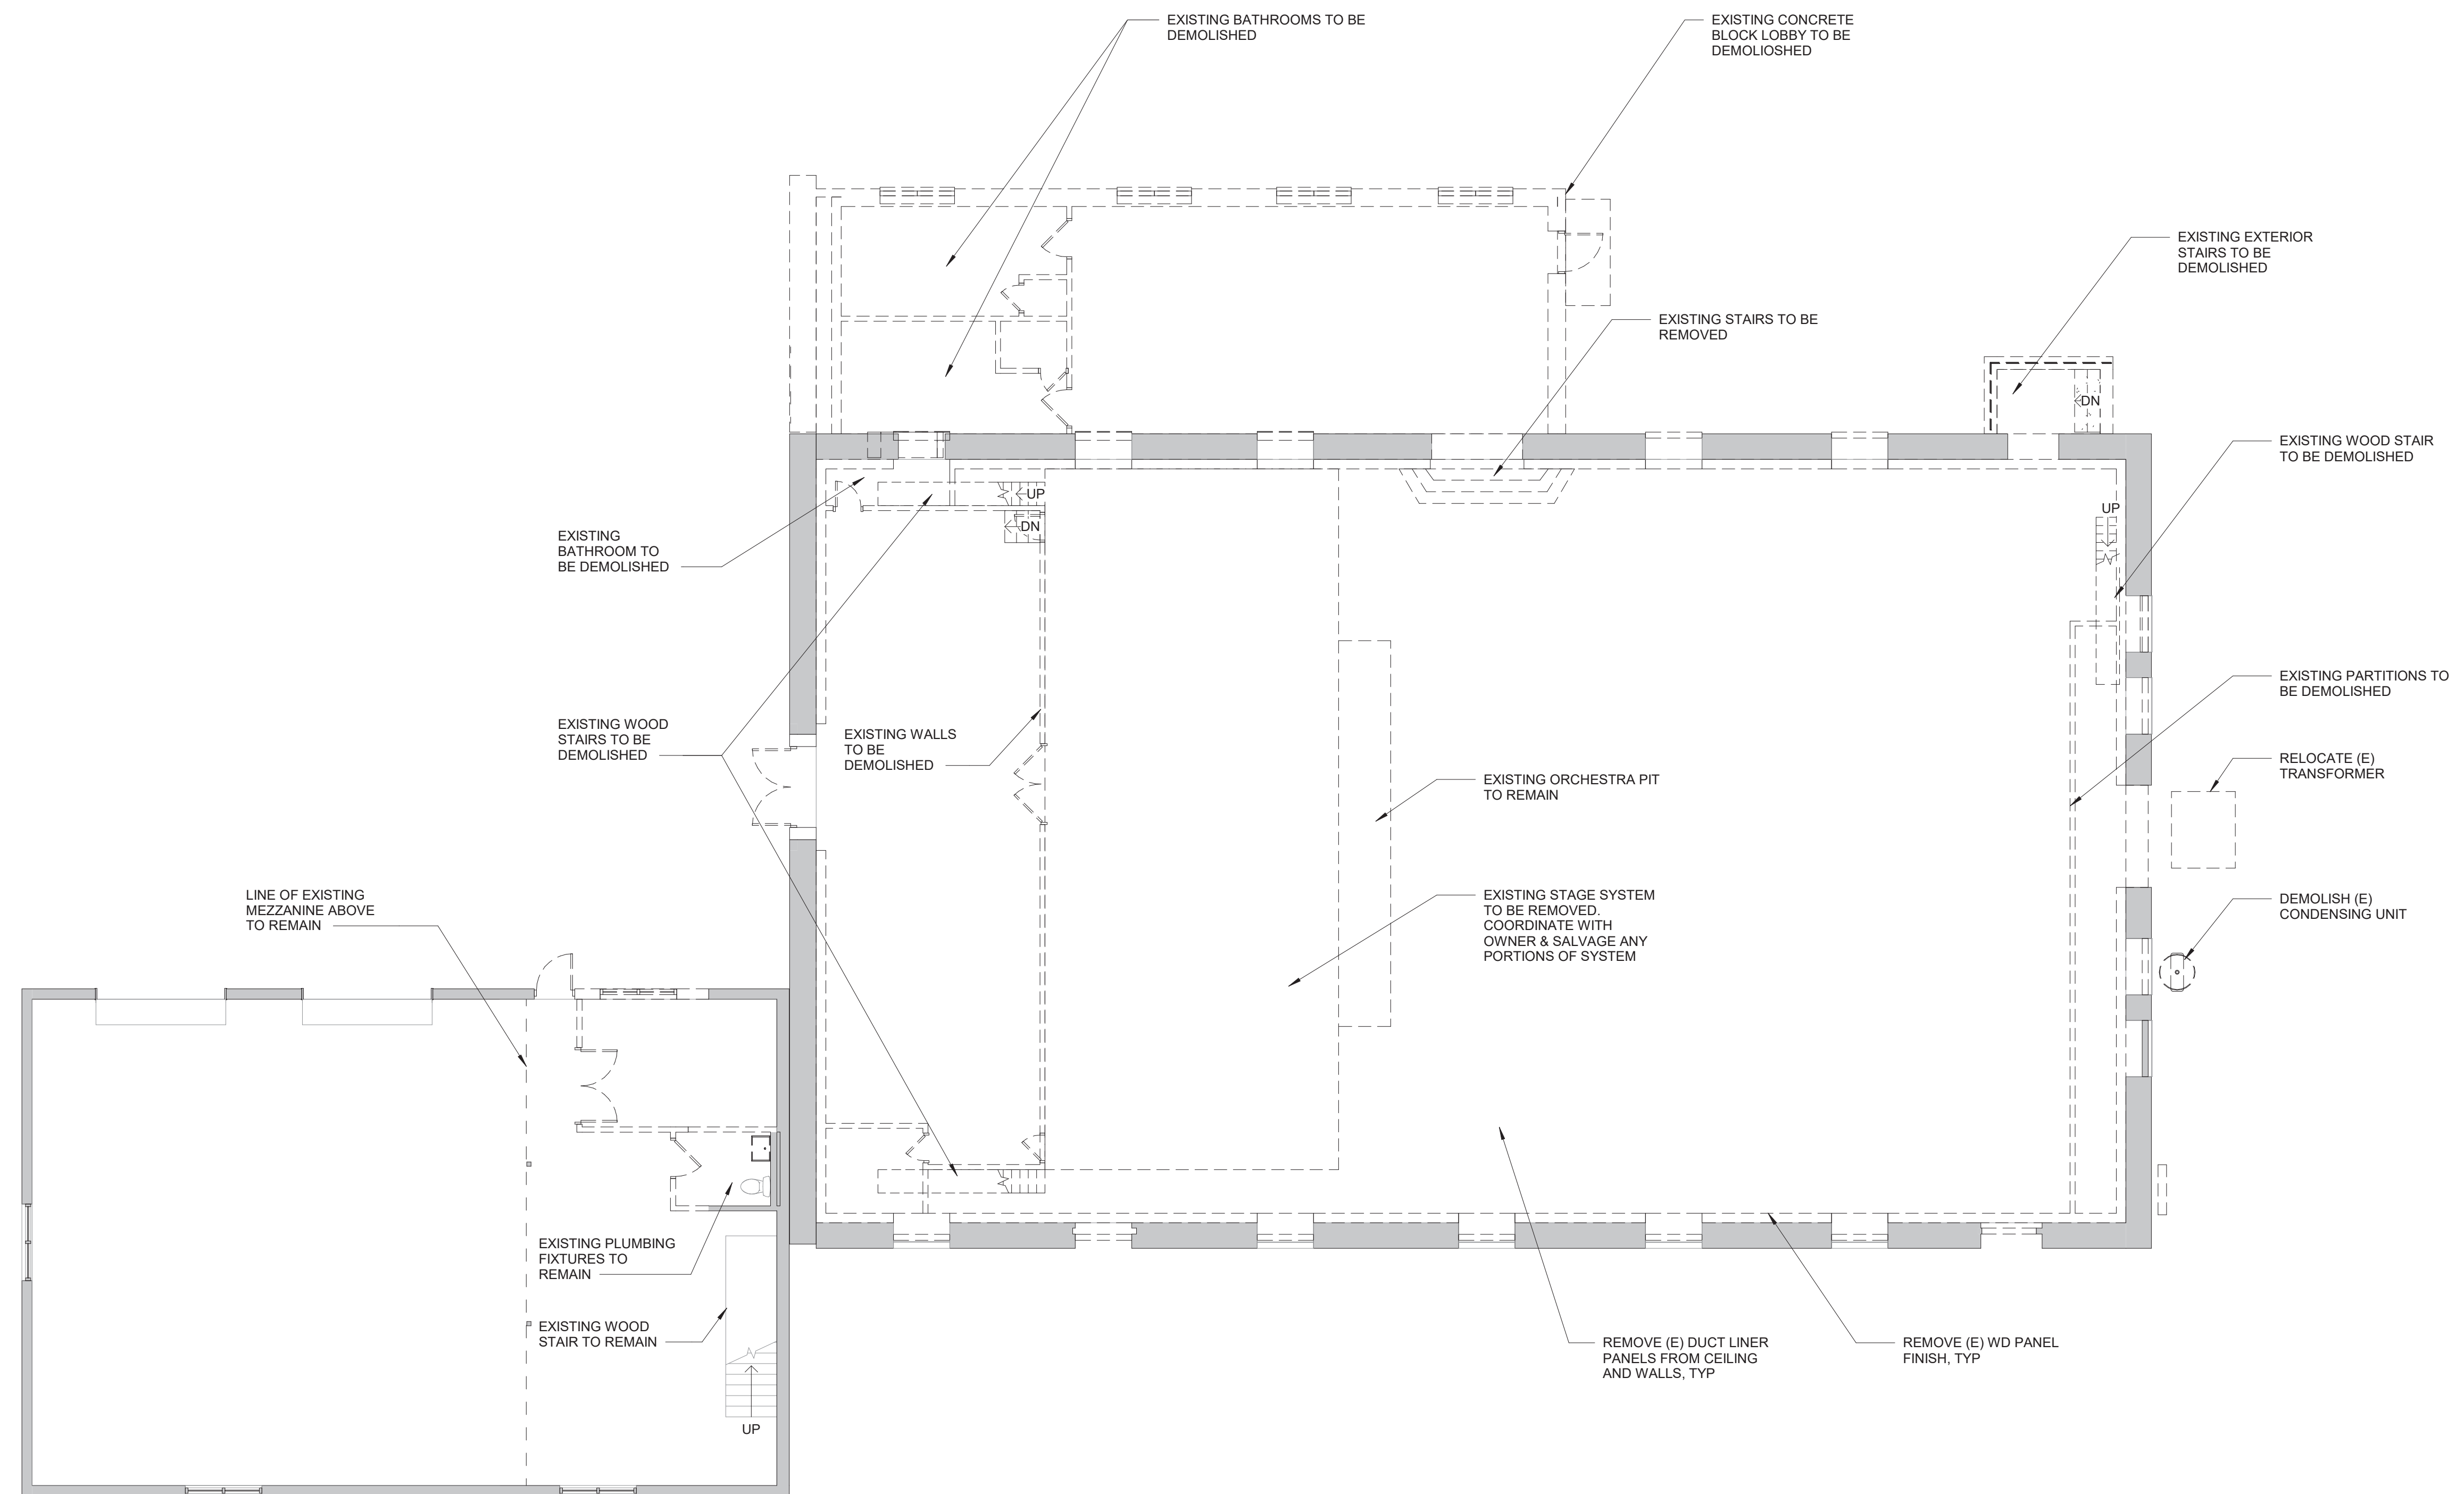 EXISTING BATHROOMS TO BE
DEMOLISHED
EXISTING CONCRETE
BLOCK LOBBY TO BE
DEMOLIOSHED
EXISTING EXTERIOR
STAIRS TO BE
DEMOLISHED
EXISTING STAIRS TO BE
REMOVED
DN
EXISTING WOOD STAIR
TO BE DEMOLISHED
UP
DN
UP
EXISTING
BATHROOM TO
BE DEMOLISHED
EXISTING PARTITIONS TO
BE DEMOLISHED
EXISTING WOOD
STAIRS TO BE
DEMOLISHED
EXISTING WALLS
TO BE
DEMOLISHED
RELOCATE (E)
TRANSFORMER
EXISTING ORCHESTRA PIT
TO REMAIN
LINE OF EXISTING
MEZZANINE ABOVE
TO REMAIN
EXISTING STAGE SYSTEM
TO BE REMOVED.
COORDINATE WITH
OWNER & SALVAGE ANY
PORTIONS OF SYSTEM
DEMOLISH (E)
CONDENSING UNIT
EXISTING PLUMBING
FIXTURES TO
REMAIN
EXISTING WOOD
STAIR TO REMAIN
UP
REMOVE (E) DUCT LINER
PANELS FROM CEILING
AND WALLS, TYP
REMOVE (E) WD PANEL
FINISH, TYP